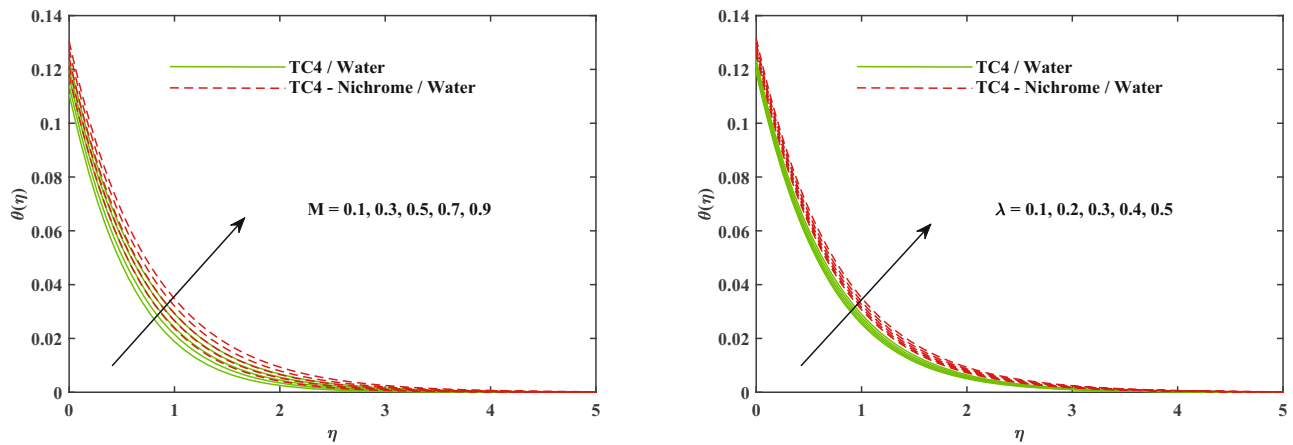 0.14
0.12
0.1
0.08
0.06
0.04
0.02
0
θ(η)
TC4 / Water
TC4 - Nichrome / Water
M = 0.1, 0.3, 0.5, 0.7, 0.9
0 1 2 3 4 5
η
0.14
0.12
0.1
0.08
0.06
0.04
0.02
0
θ(η)
TC4 / Water
TC4 - Nichrome / Water
λ = 0.1, 0.2, 0.3, 0.4, 0.5
0 1 2 3 4 5
η